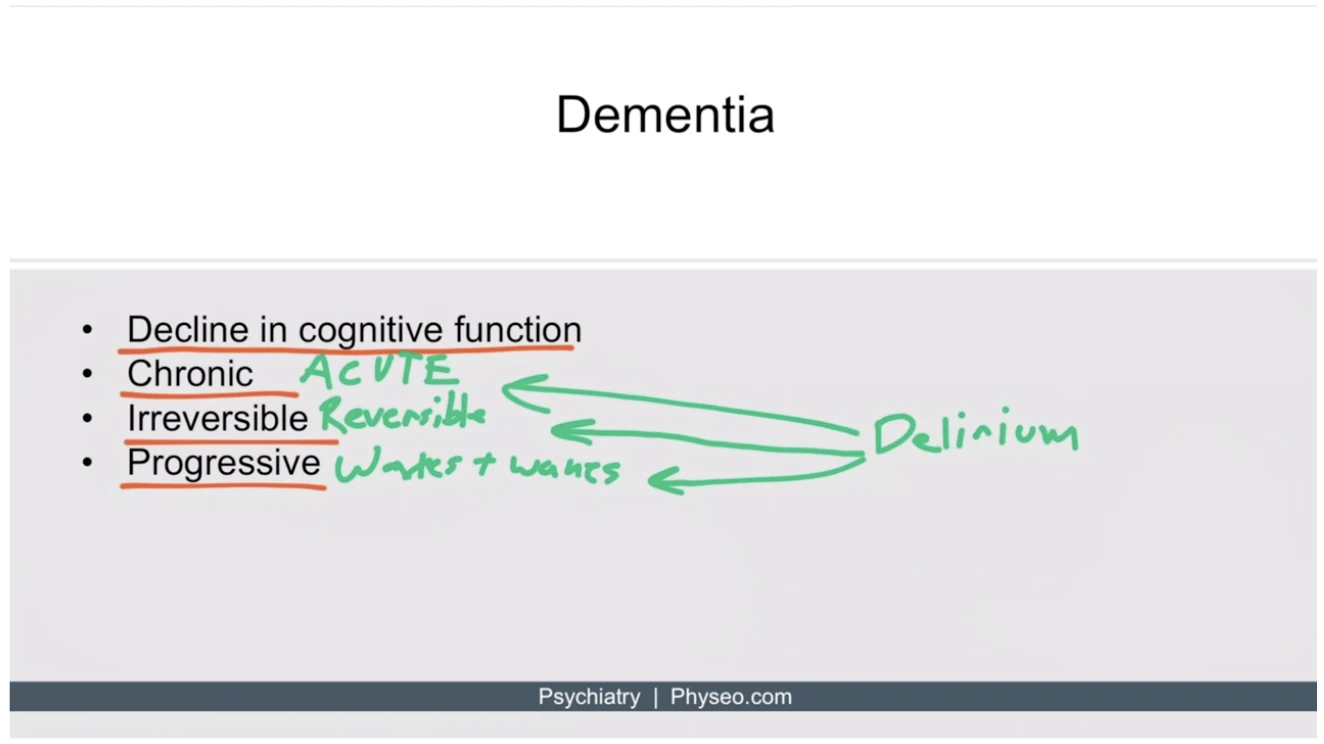 Dementia
• Decline in cognitive function
• Chronic ACUTE
• Irreversible Reversible
• Progressive Waxes + wanes
Delirium
Psychiatry | Physeo.com